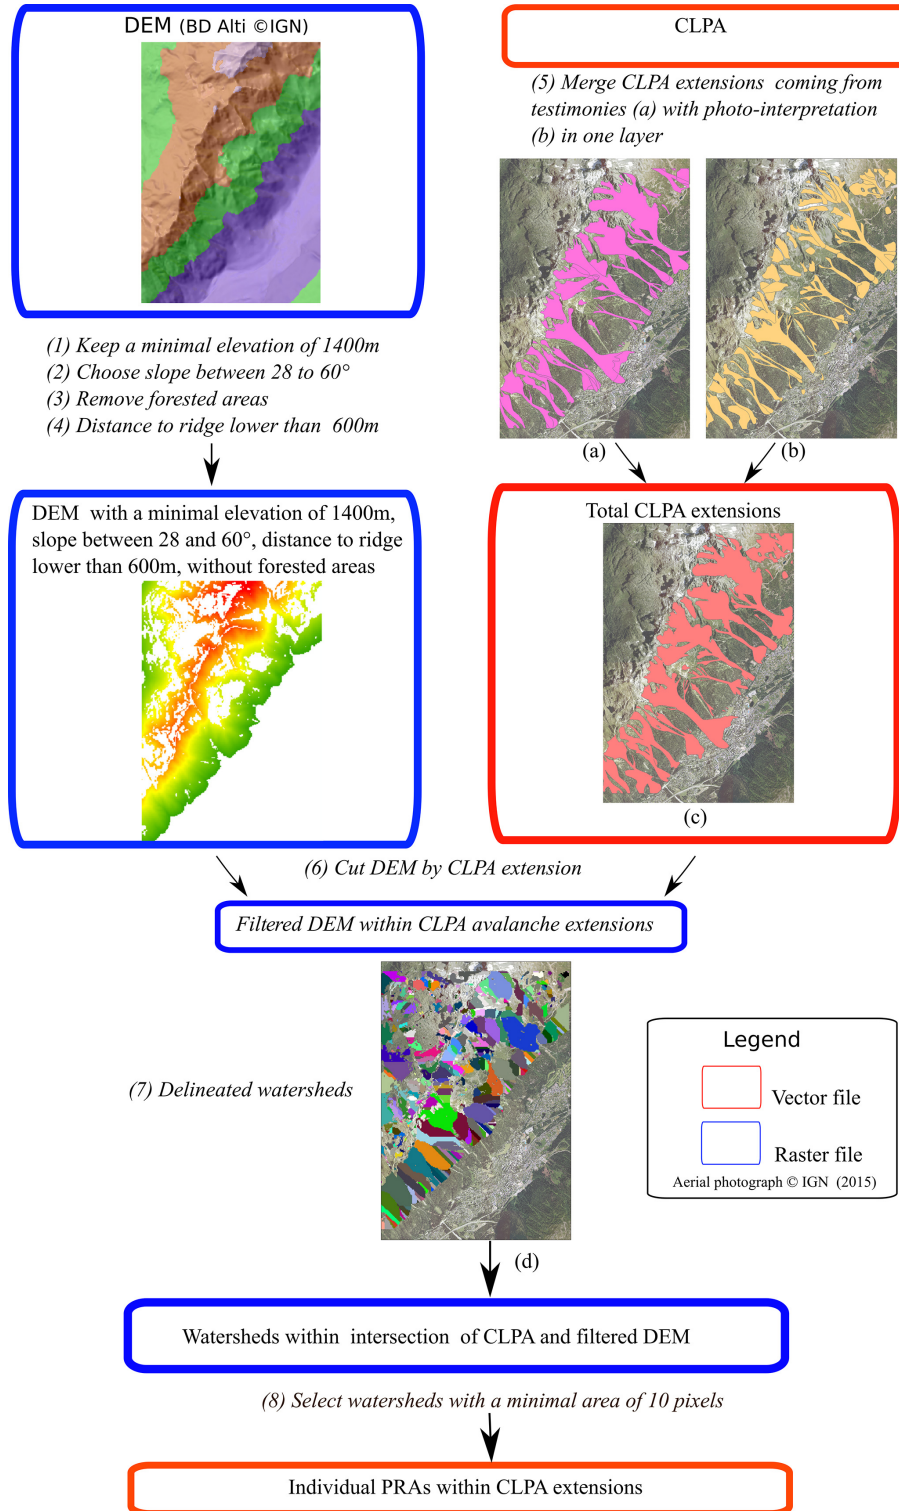 DEM (BD Alti ©IGN)
(1) Keep a minimal elevation of 1400m
(2) Choose slope between 28 to 60°
(3) Remove forested areas
(4) Distance to ridge lower than 600m
CLPA
(5) Merge CLPA extensions coming from
testimonies (a) with photo-interpretation
(b) in one layer
(a)
(b)
DEM with a minimal elevation of 1400m,
slope between 28 and 60°, distance to ridge
lower than 600m, without forested areas
Total CLPA extensions
(c)
(6) Cut DEM by CLPA extension
Filtered DEM within CLPA avalanche extensions
(7) Delineated watersheds
(d)
Legend
Vector file
Raster file
Aerial photograph © IGN (2015)
Watersheds within intersection of CLPA and filtered DEM
(8) Select watersheds with a minimal area of 10 pixels
Individual PRAs within CLPA extensions